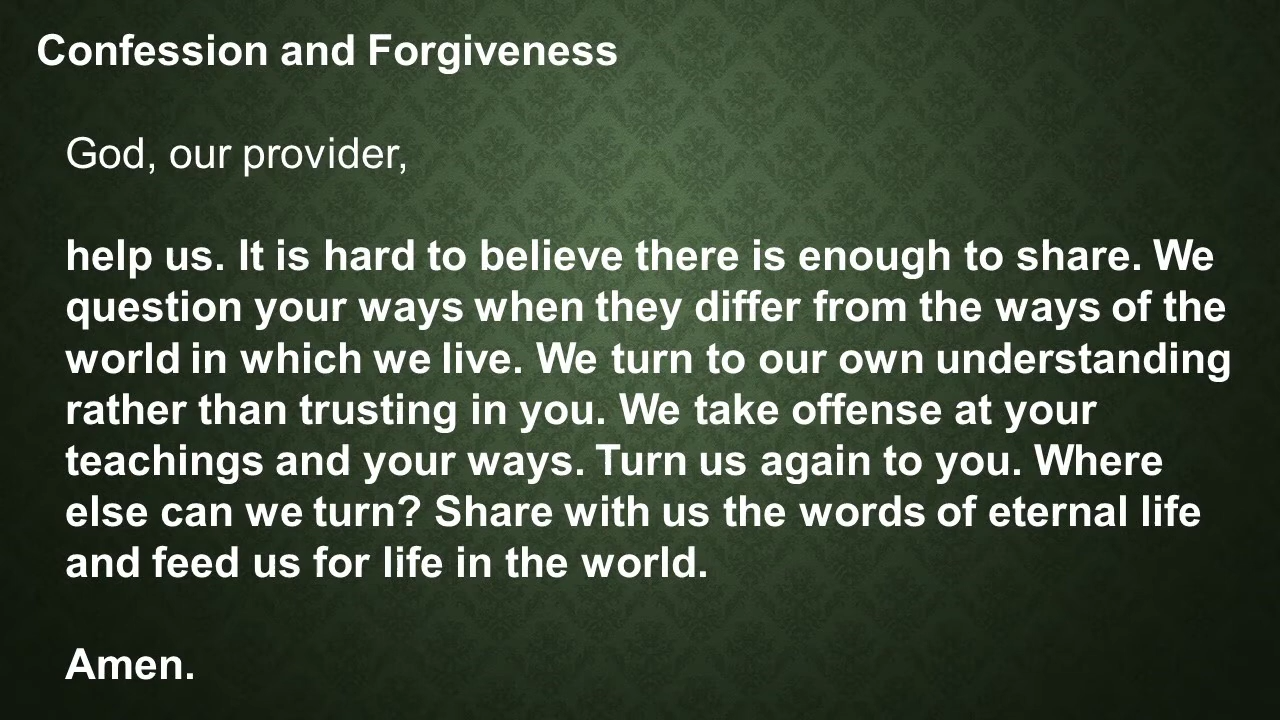 Confession and Forgiveness
God, our provider,
help us. It is hard to believe there is enough to share. We
question your ways when they differ from the ways of the
world in which we live. We turn to our own understanding
rather than trusting in you. We take offense at your
teachings and your ways. Turn us again to you. Where
else can we turn? Share with us the words of eternal life
and feed us for life in the world.
Amen.